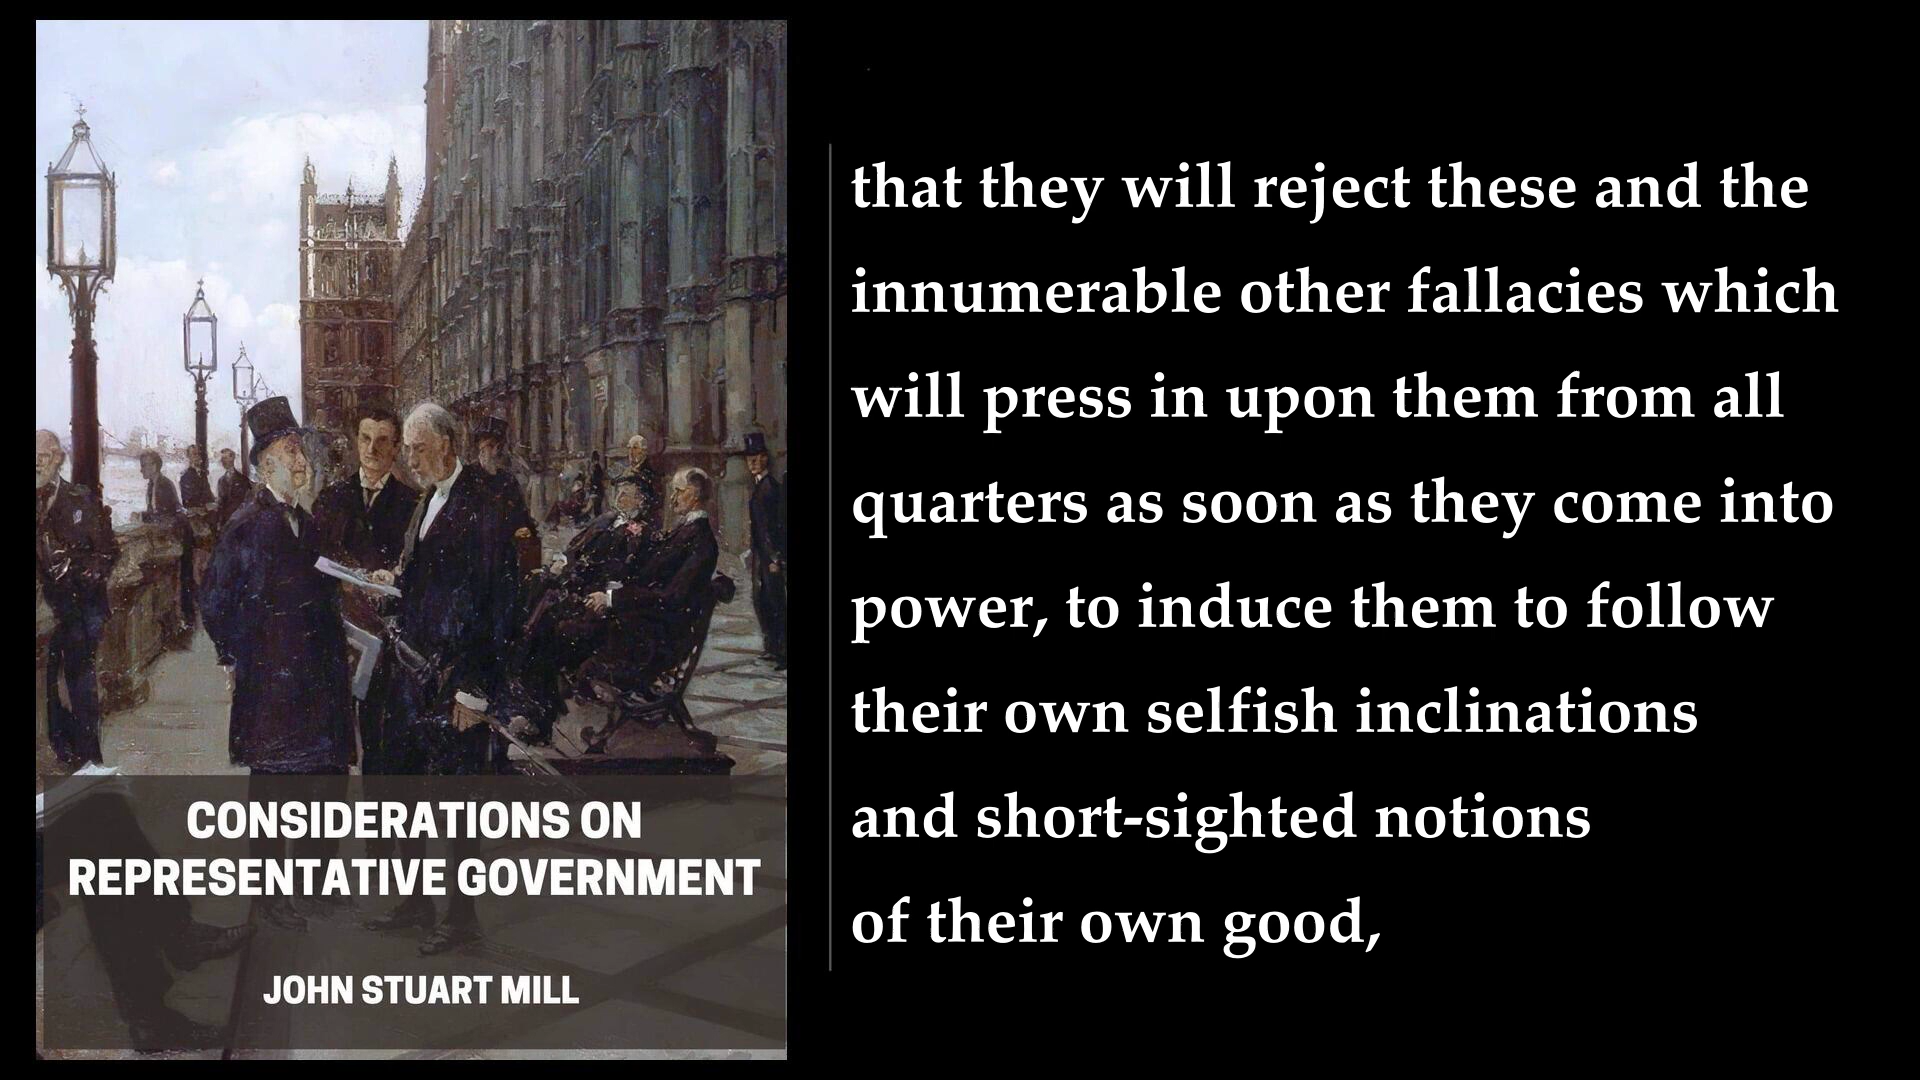 CONSIDERATIONS ON
REPRESENTATIVE GOVERNMENT
JOHN STUART MILL
that they will reject these and the
innumerable other fallacies which
will press in upon them from all
quarters as soon as they come into
power, to induce them to follow
their own selfish inclinations
and short-sighted notions
of their own good,